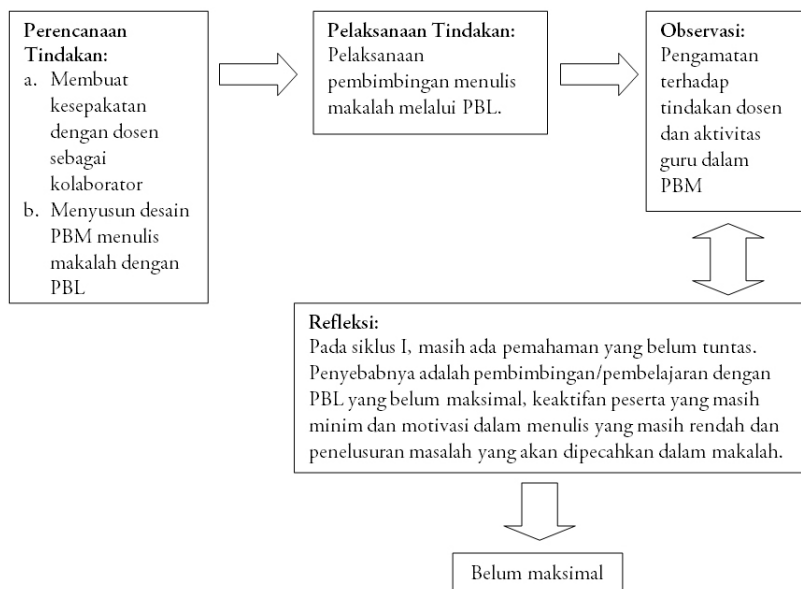 Perencanaan
Tindakan:
a. Membuat
kesepakatan
dengan dosen
sebagai
kolaborator
b. Menyusun desain
PBM menulis
makalah dengan
PBL
Pelaksanaan Tindakan:
Pelaksanaan
pembimbingan menulis
makalah melalui PBL.
Observasi:
Pengamatan
terhadap
tindakan dosen
dan aktivitas
guru dalam
PBM
Refleksi:
Pada siklus I, masih ada pemahaman yang belum tuntas.
Penyebabnya adalah pembimbingan/pembelajaran dengan
PBL yang belum maksimal, keaktifan peserta yang masih
minim dan motivasi dalam menulis yang masih rendah dan
penelusuran masalah yang akan dipecahkan dalam makalah.
Belum maksimal